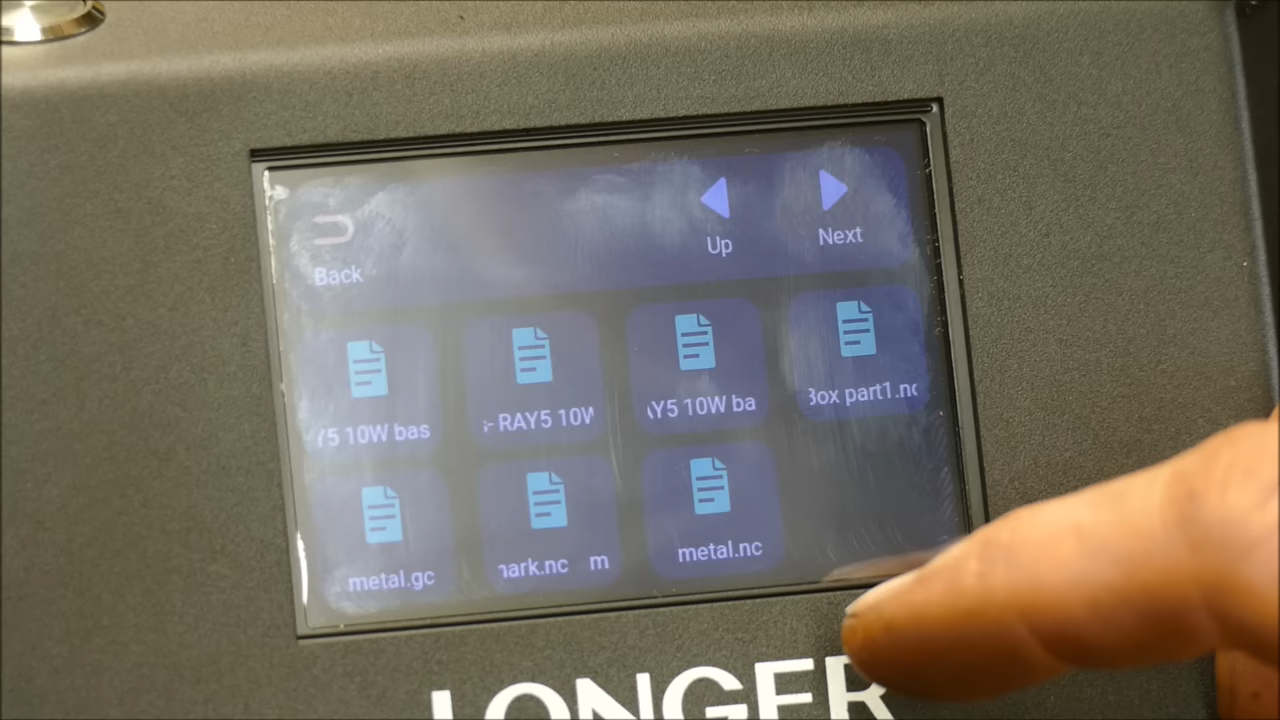 Back
Up
Next
Y5 10W bas
- RAY5 10W
Y5 10W ba
Box part1.nc
metal.gc
ark.nc m
metal.nc
LONGER